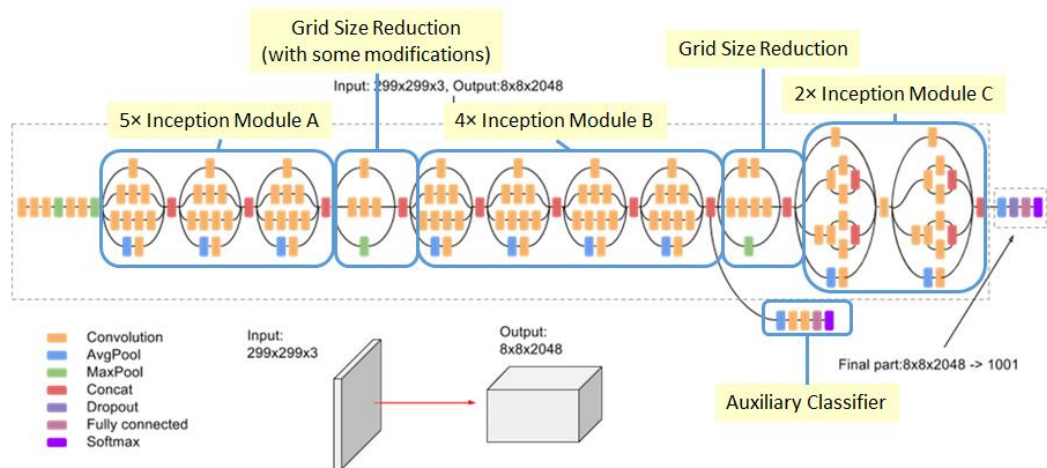 Grid Size Reduction
(with some modifications)
Grid Size Reduction
Input: 299x299x3, Output:8x8x2048
5× Inception Module A
4× Inception Module B
2× Inception Module C
Convolution
AvgPool
MaxPool
Concat
Dropout
Fully connected
Softmax
Input:
299x299x3
Output:
8x8x2048
Final part:8x8x2048 -> 1001
Auxiliary Classifier